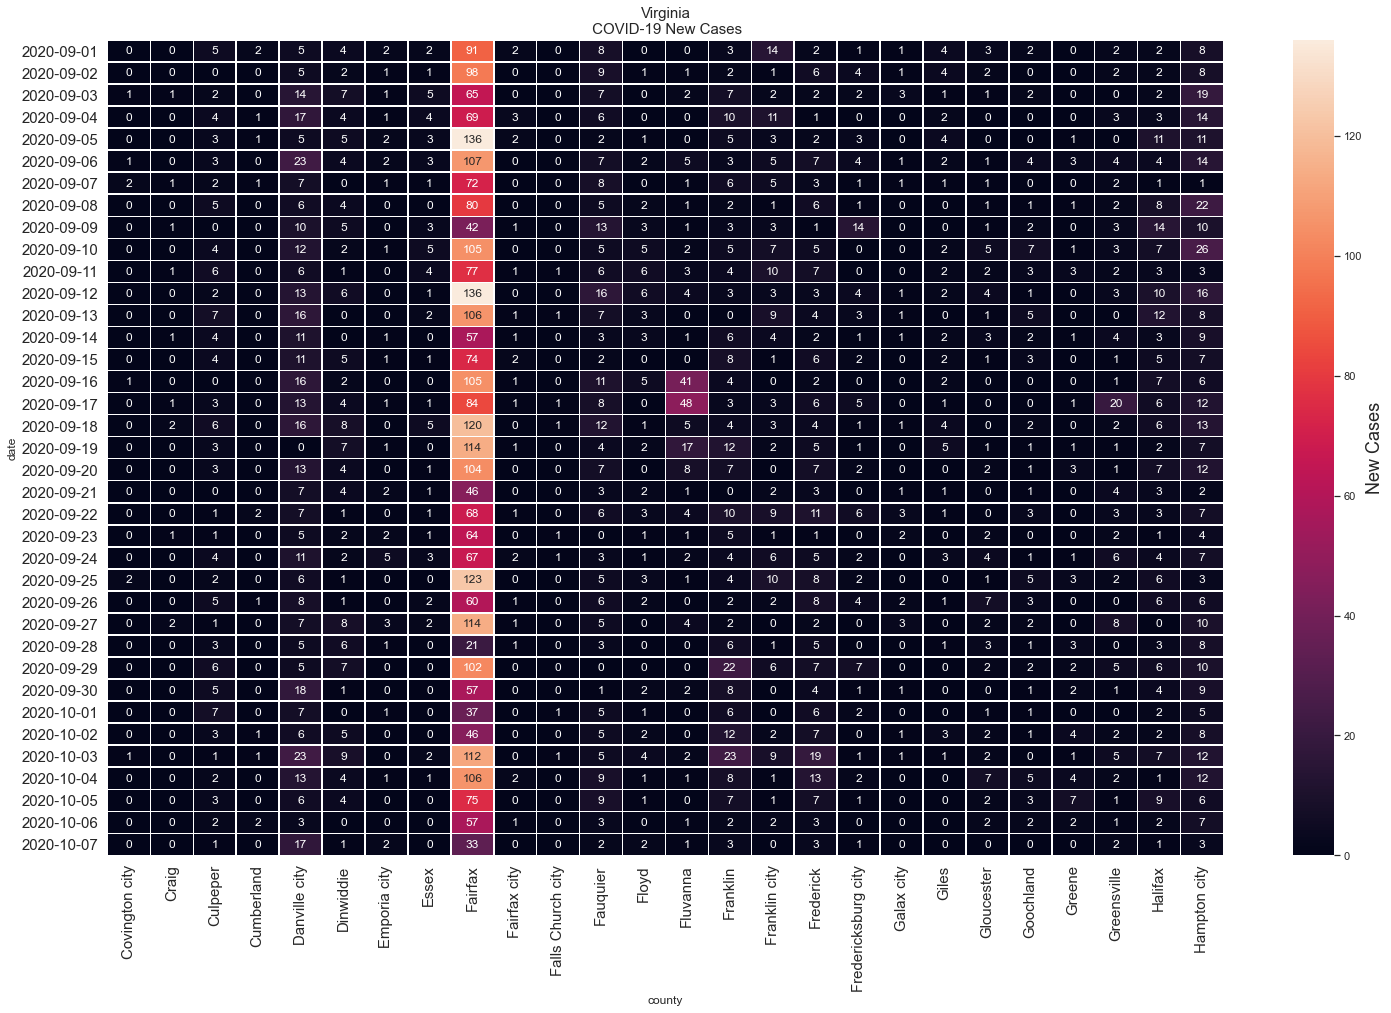 Virginia
COVID-19 New Cases
2020-09-01 0 0 5 2 5 4 2 2 91 2 0 8 0 0 3 14 2 1 1 4 3 2 0 2 2 8
2020-09-02 0 0 0 0 5 2 1 1 98 0 0 9 1 1 2 1 6 4 1 4 2 0 0 2 2 8
2020-09-03 1 1 2 0 14 7 1 5 65 0 0 7 0 2 7 2 2 2 3 1 1 2 0 0 2 19
2020-09-04 0 0 4 1 17 4 1 4 69 3 0 6 0 0 10 11 1 0 0 2 0 0 0 3 3 14
2020-09-05 0 0 3 1 5 5 2 3 136 2 0 2 1 0 5 3 2 3 0 4 0 0 1 0 11 11
2020-09-06 1 0 3 0 23 4 2 3 107 0 0 7 2 5 3 5 7 4 1 2 1 4 3 4 4 14
2020-09-07 2 1 2 1 7 0 1 1 72 0 0 8 0 1 6 5 3 1 1 1 1 0 0 2 1 1
2020-09-08 0 0 5 0 6 4 0 0 80 0 0 5 2 1 2 1 6 1 0 0 1 1 1 2 8 22
2020-09-09 0 1 0 0 10 5 0 3 42 1 0 13 3 1 3 3 1 14 0 0 1 2 0 3 14 10
2020-09-10 0 0 4 0 12 2 1 5 105 0 0 5 5 2 5 7 5 0 0 2 5 7 1 3 7 26
2020-09-11 0 1 6 0 6 1 0 4 77 1 1 6 6 3 4 10 7 0 0 2 2 3 3 2 3 3
2020-09-12 0 0 2 0 13 6 0 1 136 0 0 16 6 4 3 3 3 4 1 2 4 1 0 3 10 16
2020-09-13 0 0 7 0 16 0 0 2 106 1 1 7 3 0 0 9 4 3 1 0 1 5 0 0 12 8
2020-09-14 0 1 4 0 11 0 1 0 57 1 0 3 3 1 6 4 2 1 1 2 3 2 1 4 3 9
2020-09-15 0 0 4 0 11 5 1 1 74 2 0 2 0 0 8 1 6 2 0 2 1 3 0 1 5 7
2020-09-16 1 0 0 0 16 2 0 0 105 1 0 11 5 41 4 0 2 0 0 2 0 0 0 1 7 6
2020-09-17 0 1 3 0 13 4 1 1 84 1 1 8 0 48 3 3 6 5 0 1 0 0 1 20 6 12
2020-09-18 0 2 6 0 16 8 0 5 120 0 1 12 1 5 4 3 4 1 1 4 0 2 0 2 6 13
2020-09-19 0 0 3 0 0 7 1 0 114 1 0 4 2 17 12 2 5 1 0 5 1 1 1 1 2 7
2020-09-20 0 0 3 0 13 4 0 1 104 0 0 7 0 8 7 0 7 2 0 0 2 1 3 1 7 12
2020-09-21 0 0 0 0 7 4 2 1 46 0 0 3 2 1 0 2 3 0 1 1 0 1 0 4 3 2
2020-09-22 0 0 1 2 7 1 0 1 68 1 0 6 3 4 10 9 11 6 3 1 0 3 0 3 3 7
2020-09-23 0 1 1 0 5 2 2 1 64 0 1 0 1 1 5 1 1 0 2 0 2 0 0 2 1 4
2020-09-24 0 0 4 0 11 2 5 3 67 2 1 3 1 2 4 6 5 2 0 3 4 1 1 6 4 7
2020-09-25 2 0 2 0 6 1 0 0 123 0 0 5 3 1 4 10 8 2 0 0 1 5 3 2 6 3
2020-09-26 0 0 5 1 8 1 0 2 60 1 0 6 2 0 2 2 8 4 2 1 7 3 0 0 6 6
2020-09-27 0 2 1 0 7 8 3 2 114 1 0 5 0 4 2 0 2 0 3 0 2 2 0 8 0 10
2020-09-28 0 0 3 0 5 6 1 0 21 1 0 3 0 0 6 1 5 0 0 1 3 1 3 0 3 8
2020-09-29 0 0 6 0 5 7 0 0 102 0 0 0 0 0 22 6 7 7 0 0 2 2 2 5 6 10
2020-09-30 0 0 5 0 18 1 0 0 57 0 0 1 2 2 8 0 4 1 1 0 0 1 2 1 4 9
2020-10-01 0 0 7 0 7 0 1 0 37 0 1 5 1 0 6 0 6 2 0 0 1 1 0 0 2 5
2020-10-02 0 0 3 1 6 5 0 0 46 0 0 5 2 0 12 2 7 0 1 3 2 1 4 2 2 8
2020-10-03 1 0 1 1 23 9 0 2 112 0 1 5 4 2 23 9 19 1 1 1 2 0 1 5 7 12
2020-10-04 0 0 2 0 13 4 1 1 106 2 0 9 1 1 8 1 13 2 0 0 7 5 4 2 1 12
2020-10-05 0 0 3 0 6 4 0 0 75 0 0 9 1 0 7 1 7 1 0 0 2 3 7 1 9 6
2020-10-06 0 0 2 2 3 0 0 0 57 1 0 3 0 1 2 2 3 0 0 0 2 2 2 1 2 7
2020-10-07 0 0 1 0 17 1 2 0 33 0 0 2 2 1 3 0 3 1 0 0 0 0 0 2 1 3
date
Covington city
Craig
Culpeper
Cumberland
Danville city
Dinwiddie
Emporia city
Essex
Fairfax
Fairfax city
Falls Church city
Fauquier
Floyd
Fluvanna
Franklin
Franklin city
Frederick
Fredericksburg city
Galax city
Giles
Gloucester
Goochland
Greene
Greensville
Halifax
Hampton city
county
120
100
80
60
40
20
0
New Cases